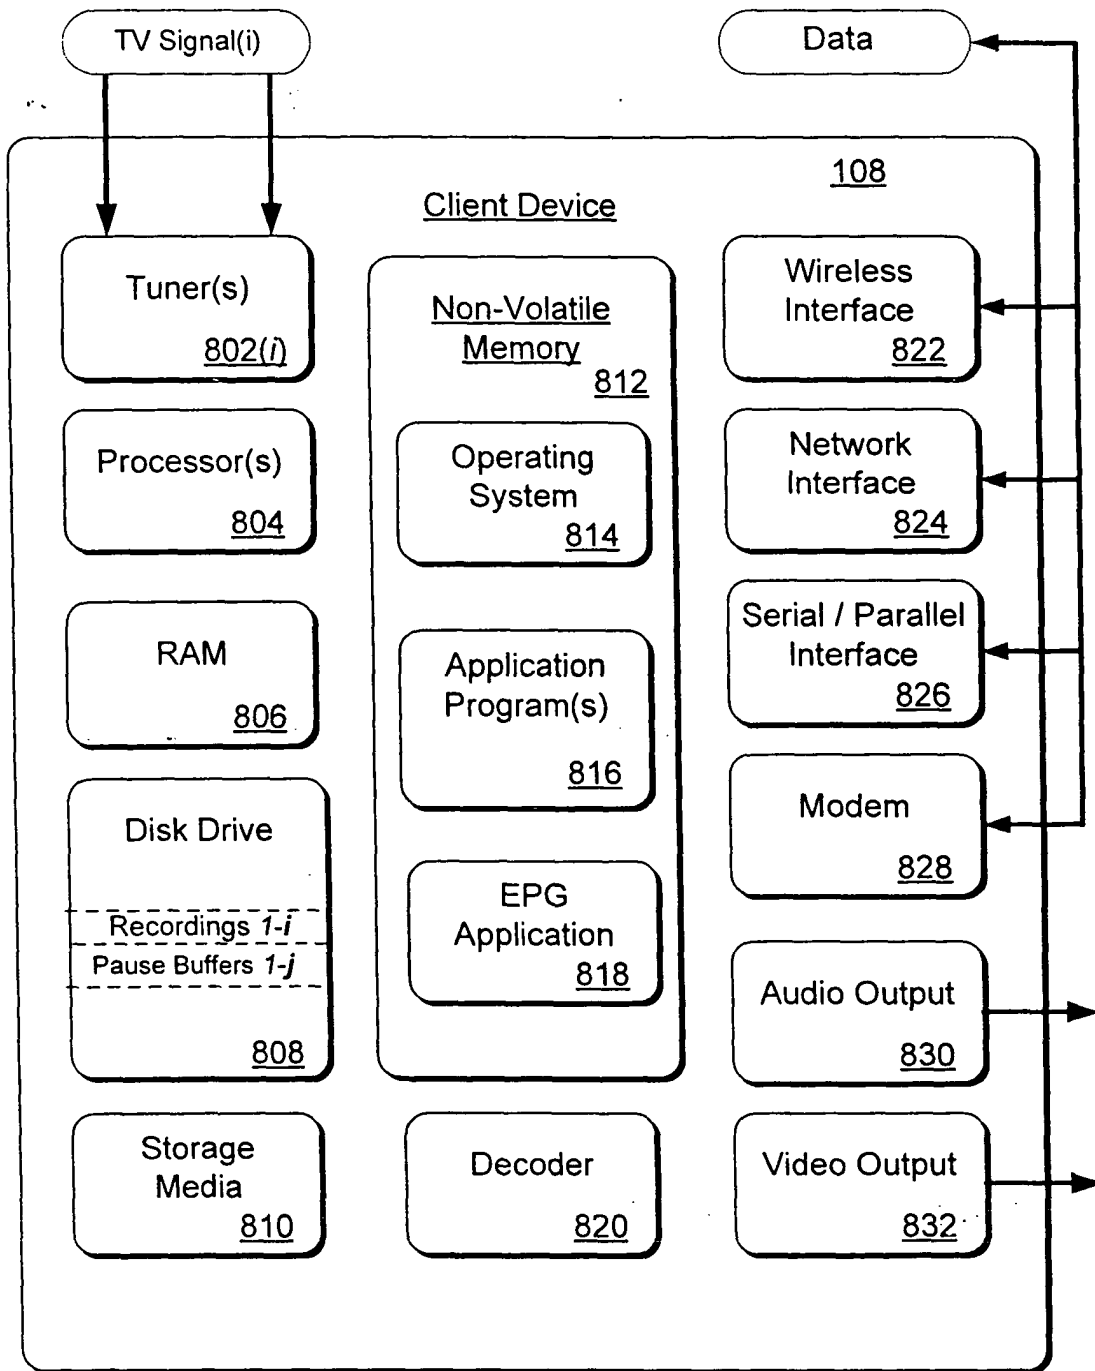 TV Signal(i)
Data
108
Client Device
Tuner(s)
802(i)
Processor(s)
804
RAM
806
Disk Drive
Recordings 1-i
Pause Buffers 1-j
808
Storage
Media
810
Non-Volatile
Memory
812
Operating
System
814
Application
Program(s)
816
EPG
Application
818
Decoder
820
Wireless
Interface
822
Network
Interface
824
Serial / Parallel
Interface
826
Modem
828
Audio Output
830
Video Output
832